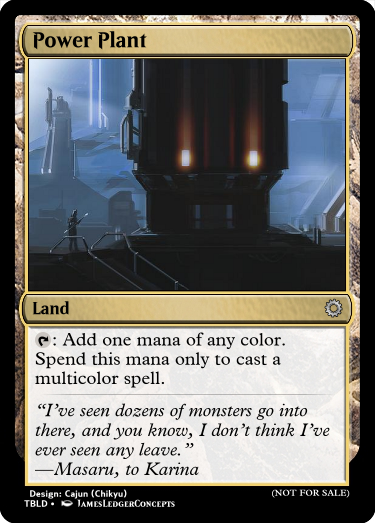 Power Plant
Land
: Add one mana of any color.
Spend this mana only to cast a
multicolor spell.
“I’ve seen dozens of monsters go into
there, and you know, I don’t think I’ve
ever seen any leave.”
—Masaru, to Karina
Design: Cajun (Chikyu) (NOT FOR SALE)
TBLD • JamesLedgerConcepts